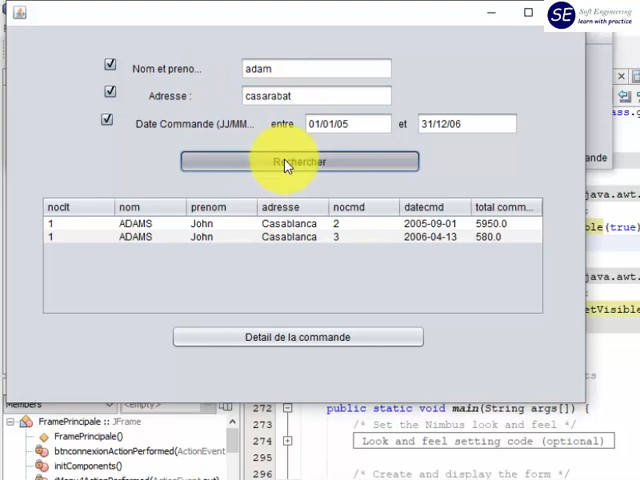 SE Soft Engineering
learn with practice
Nom et preno... adam
Adresse : casarabat
Date Commande (JJ/MM... entre 01/01/05 et 31/12/06
Rechercher
noclt nom prenom adresse nocmd datecmd total comm...
1 ADAMS John Casablanca 2 2005-09-01 5950.0
1 ADAMS John Casablanca 3 2006-04-13 580.0
Detail de la commande
ass.g
java.awt.
(true)
java.awt.
etVisible
Members <empty>
FramePrincipale :: JFrame
FramePrincipale()
btnconnexionActionPerformed(ActionEvent
initComponents()
272 public static void main(String args[]) {
273 /* Set the Nimbus look and feel */
274 Look and feel setting code (optional)
295
296 /* Create and display the form */